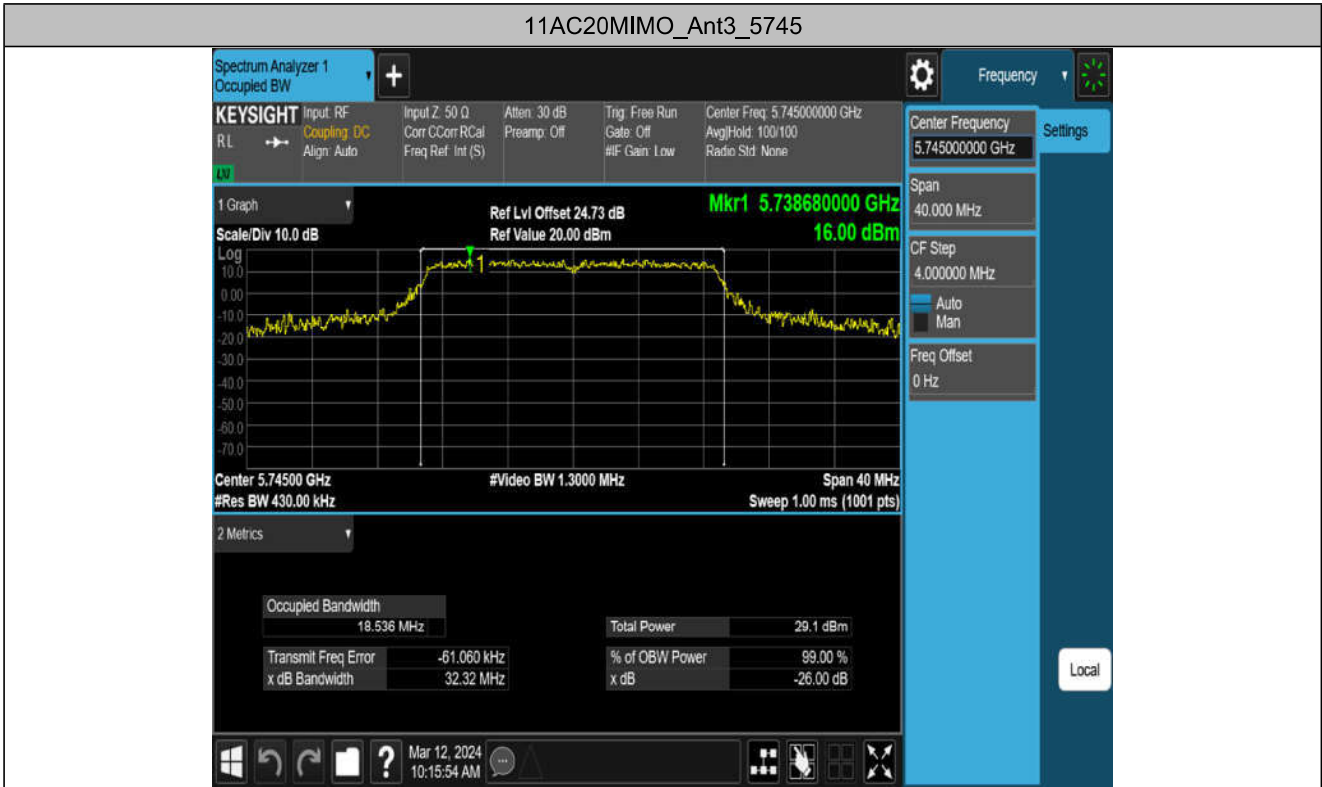 11AC20MIMO_Ant3_5745
Spectrum Analyzer 1
Occupied BW
+
Frequency
KEYSIGHT
RL
LXI
Input: RF
Coupling: DC
Align: Auto
Input Z: 50 Ω
Corr CCorr RCal
Freq Ref: Int (S)
Atten: 30 dB
Preamp: Off
Trig: Free Run
Gate: Off
#IF Gain: Low
Center Freq: 5.745000000 GHz
Avg|Hold: 100/100
Radio Std: None
Center Frequency
5.745000000 GHz
Settings
Span
40.000 MHz
CF Step
4.000000 MHz
Auto
Man
Freq Offset
0 Hz
Local
1 Graph
Scale/Div 10.0 dB
Ref Lvl Offset 24.73 dB
Ref Value 20.00 dBm
Mkr1 5.738680000 GHz
16.00 dBm
Log
10.0
0.00
-10.0
-20.0
-30.0
-40.0
-50.0
-60.0
-70.0
1
Center 5.74500 GHz
#Video BW 1.3000 MHz
Span 40 MHz
#Res BW 430.00 kHz
Sweep 1.00 ms (1001 pts)
2 Metrics
Occupied Bandwidth
18.536 MHz
Total Power 29.1 dBm
Transmit Freq Error -61.060 kHz
% of OBW Power 99.00 %
x dB Bandwidth 32.32 MHz
x dB -26.00 dB
?
Mar 12, 2024
10:15:54 AM